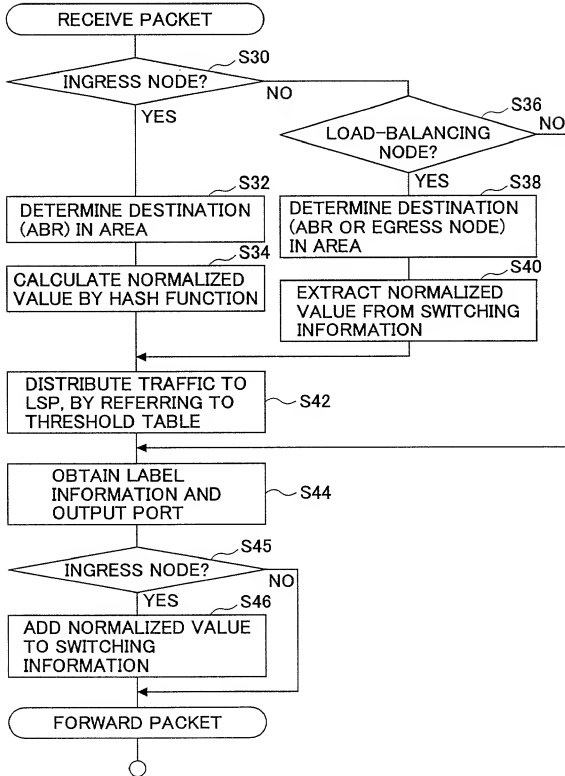 RECEIVE PACKET
S30
INGRESS NODE?
NO
YES
S36
LOAD-BALANCING
NODE?
NO
YES
S32
DETERMINE DESTINATION
(ABR) IN AREA
S38
DETERMINE DESTINATION
(ABR OR EGRESS NODE)
IN AREA
S34
CALCULATE NORMALIZED
VALUE BY HASH FUNCTION
S40
EXTRACT NORMALIZED
VALUE FROM SWITCHING
INFORMATION
DISTRIBUTE TRAFFIC TO
LSP, BY REFERRING TO
THRESHOLD TABLE
S42
OBTAIN LABEL
INFORMATION AND
OUTPUT PORT
S44
S45
INGRESS NODE?
NO
YES
S46
ADD NORMALIZED VALUE
TO SWITCHING
INFORMATION
FORWARD PACKET